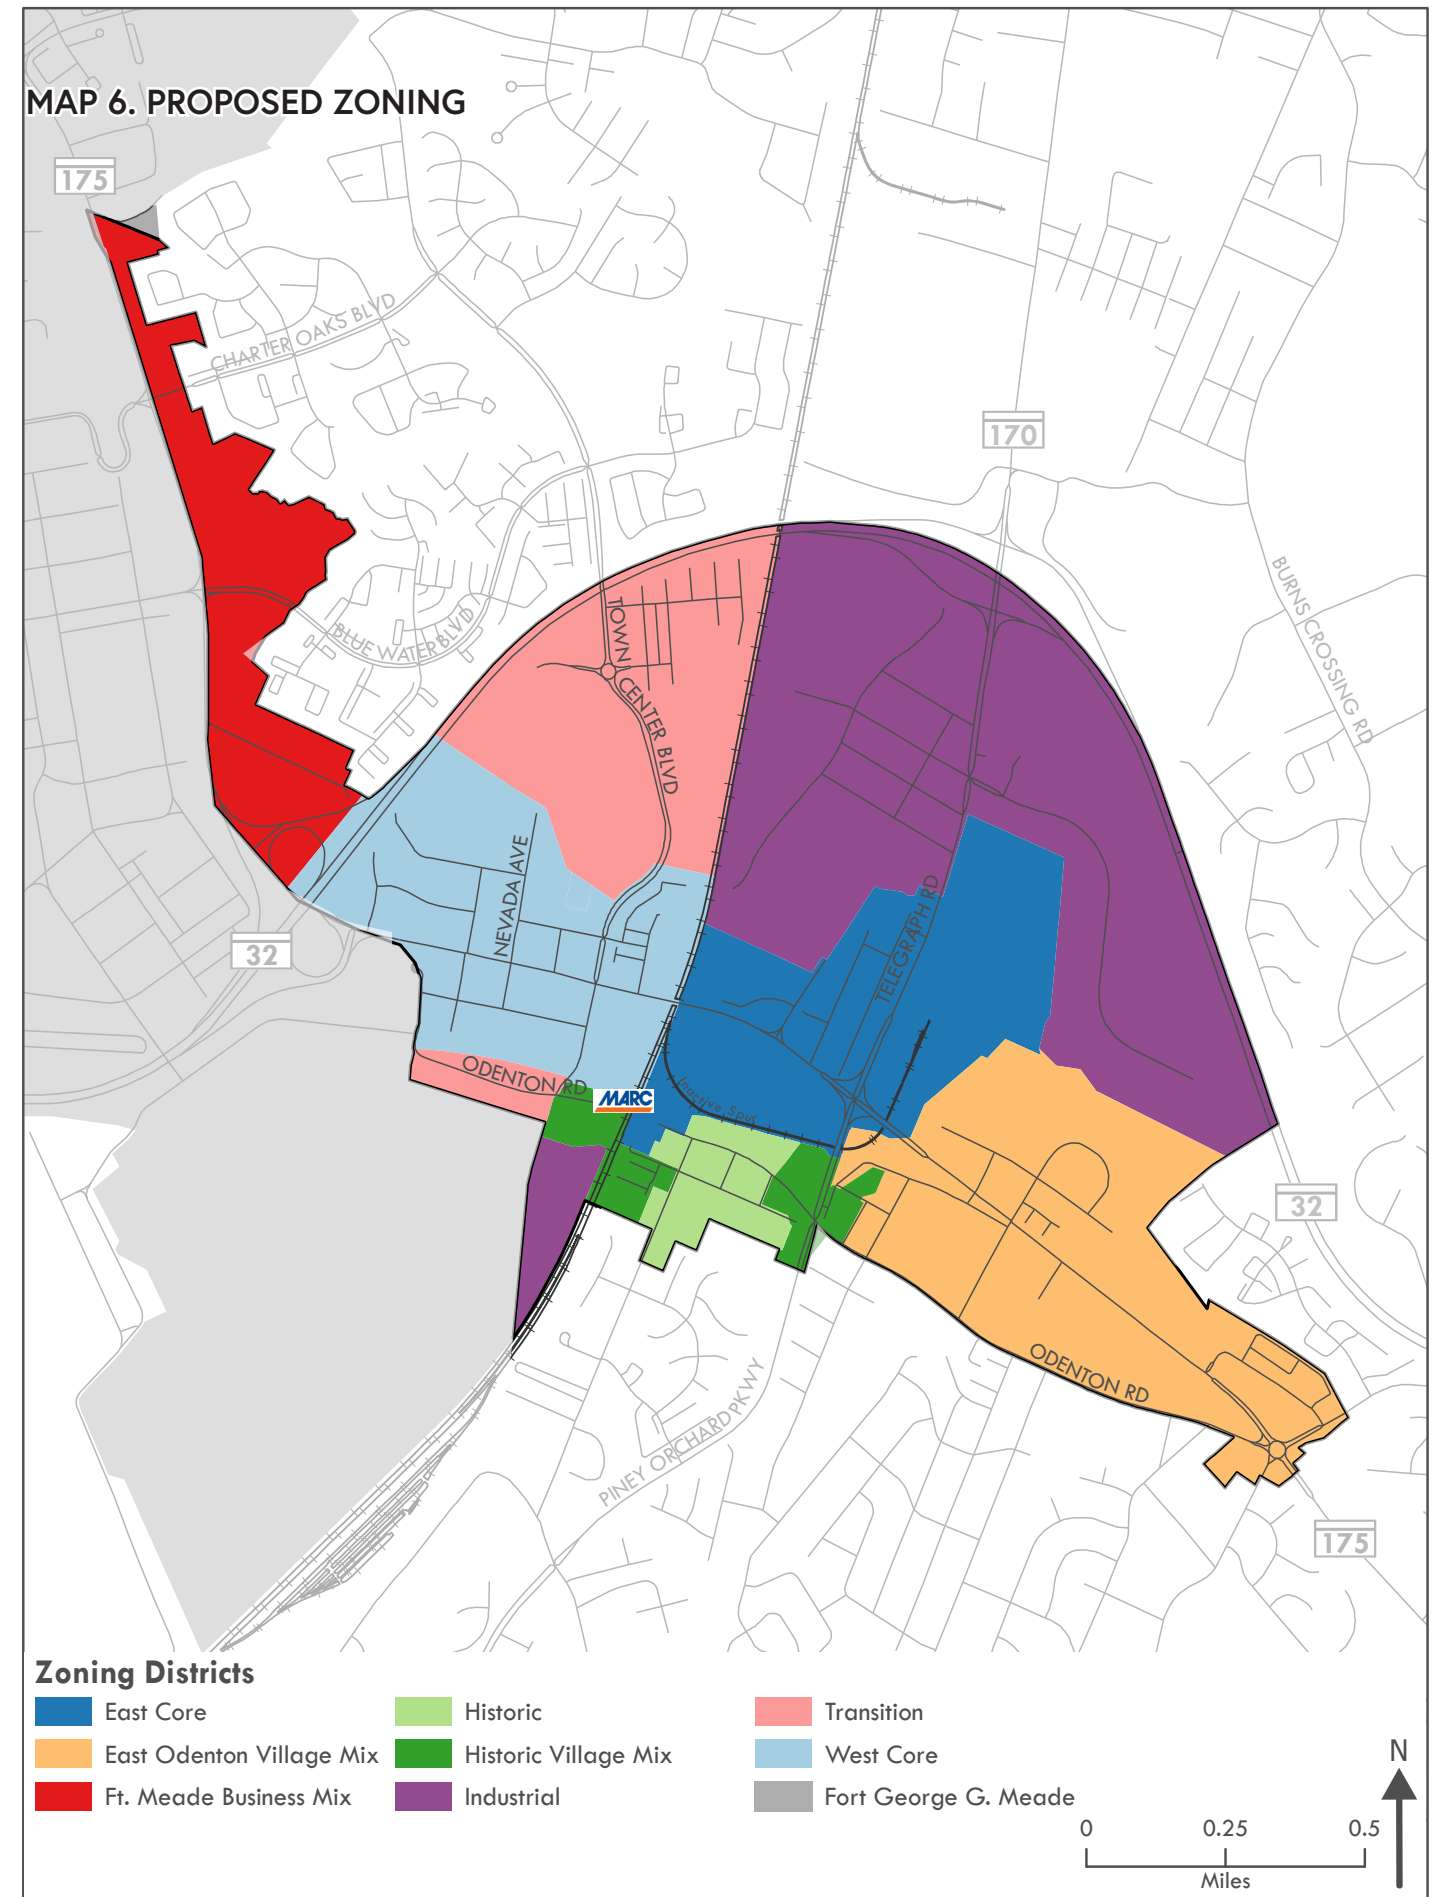 MAP 6. PROPOSED ZONING
175
CHARTER OAKS BLVD
170
BURNS CROSSING RD
BLUE WATER BLVD
TOWN CENTER BLVD
NEVADA AVE
TELEGRAPH RD
32
ODENTON RD
MARC
Inactive Spur
32
ODENTON RD
PINEY ORCHARD PKWY
175
Zoning Districts
East Core
Historic
Transition
East Odenton Village Mix
Historic Village Mix
West Core
Ft. Meade Business Mix
Industrial
Fort George G. Meade
N
0 0.25 0.5
Miles